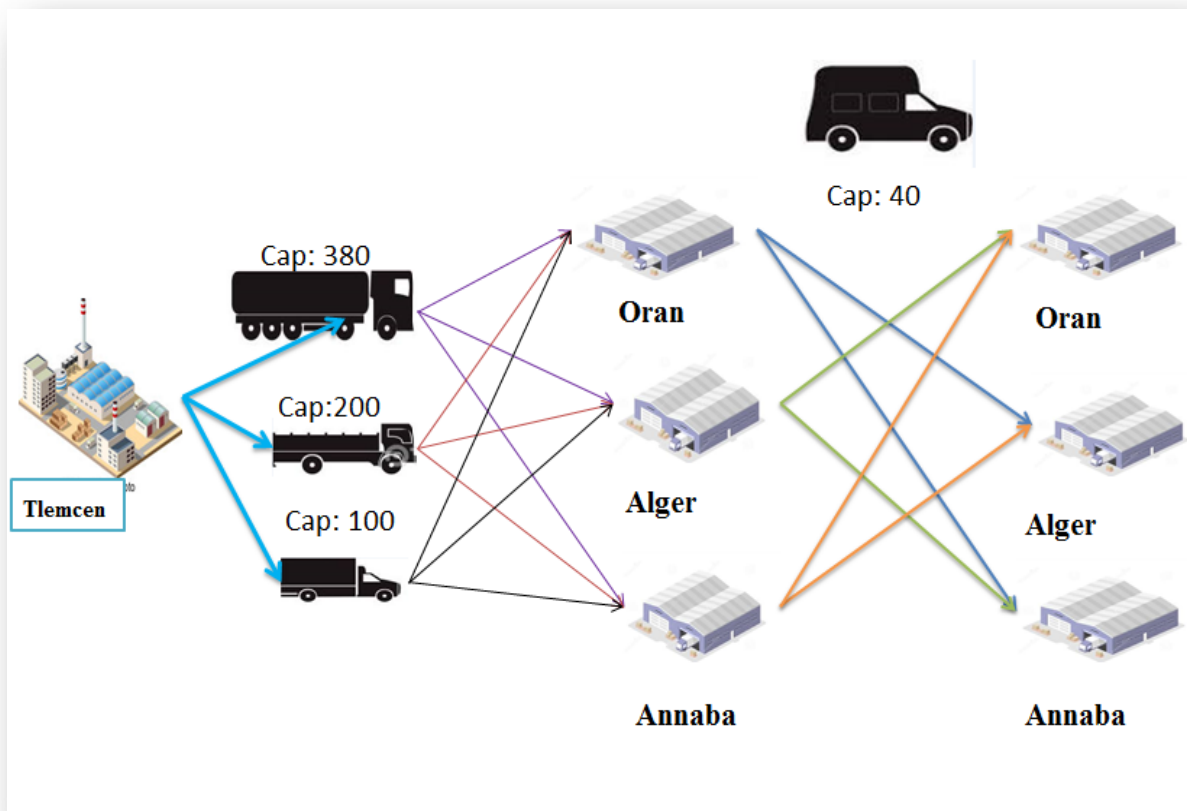 Cap: 40
Cap: 380
Oran
Oran
Cap:200
Tlemcen
Cap: 100
Alger
Alger
Annaba
Annaba